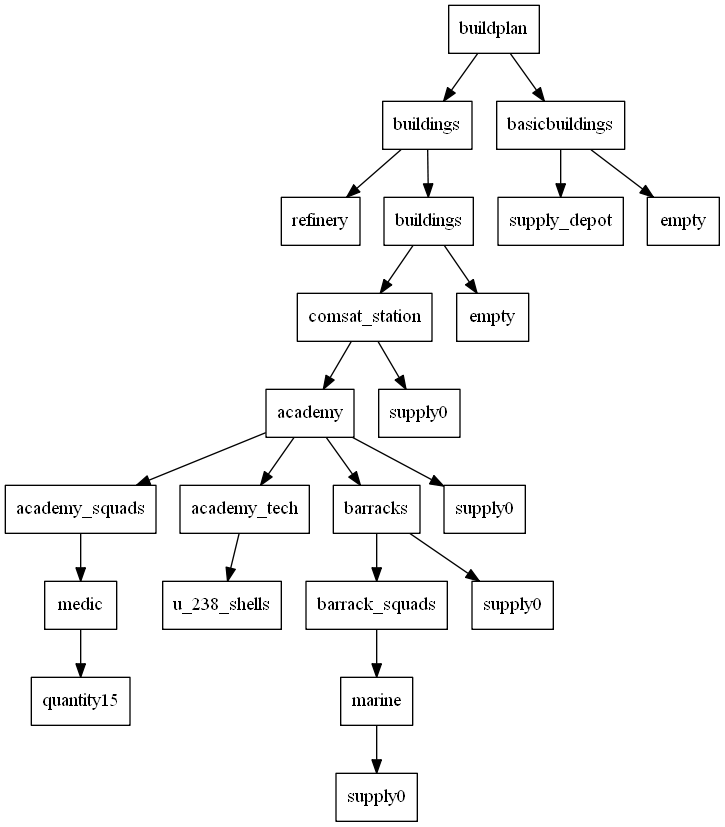 buildplan
buildings
basicbuildings
refinery
buildings
supply_depot
empty
comsat_station
empty
academy
supply0
academy_squads
academy_tech
barracks
supply0
medic
u_238_shells
barrack_squads
supply0
quantity15
marine
supply0